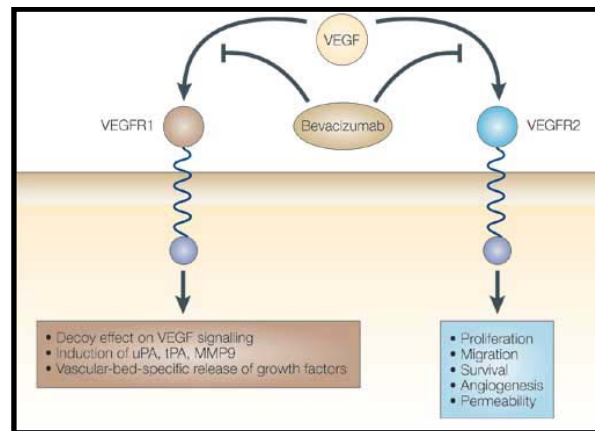 VEGF
VEGFR1
Bevacizumab
VEGFR2
• Decoy effect on VEGF signalling
• Induction of uPA, tPA, MMP9
• Vascular-bed-specific release of growth factors
• Proliferation
• Migration
• Survival
• Angiogenesis
• Permeability